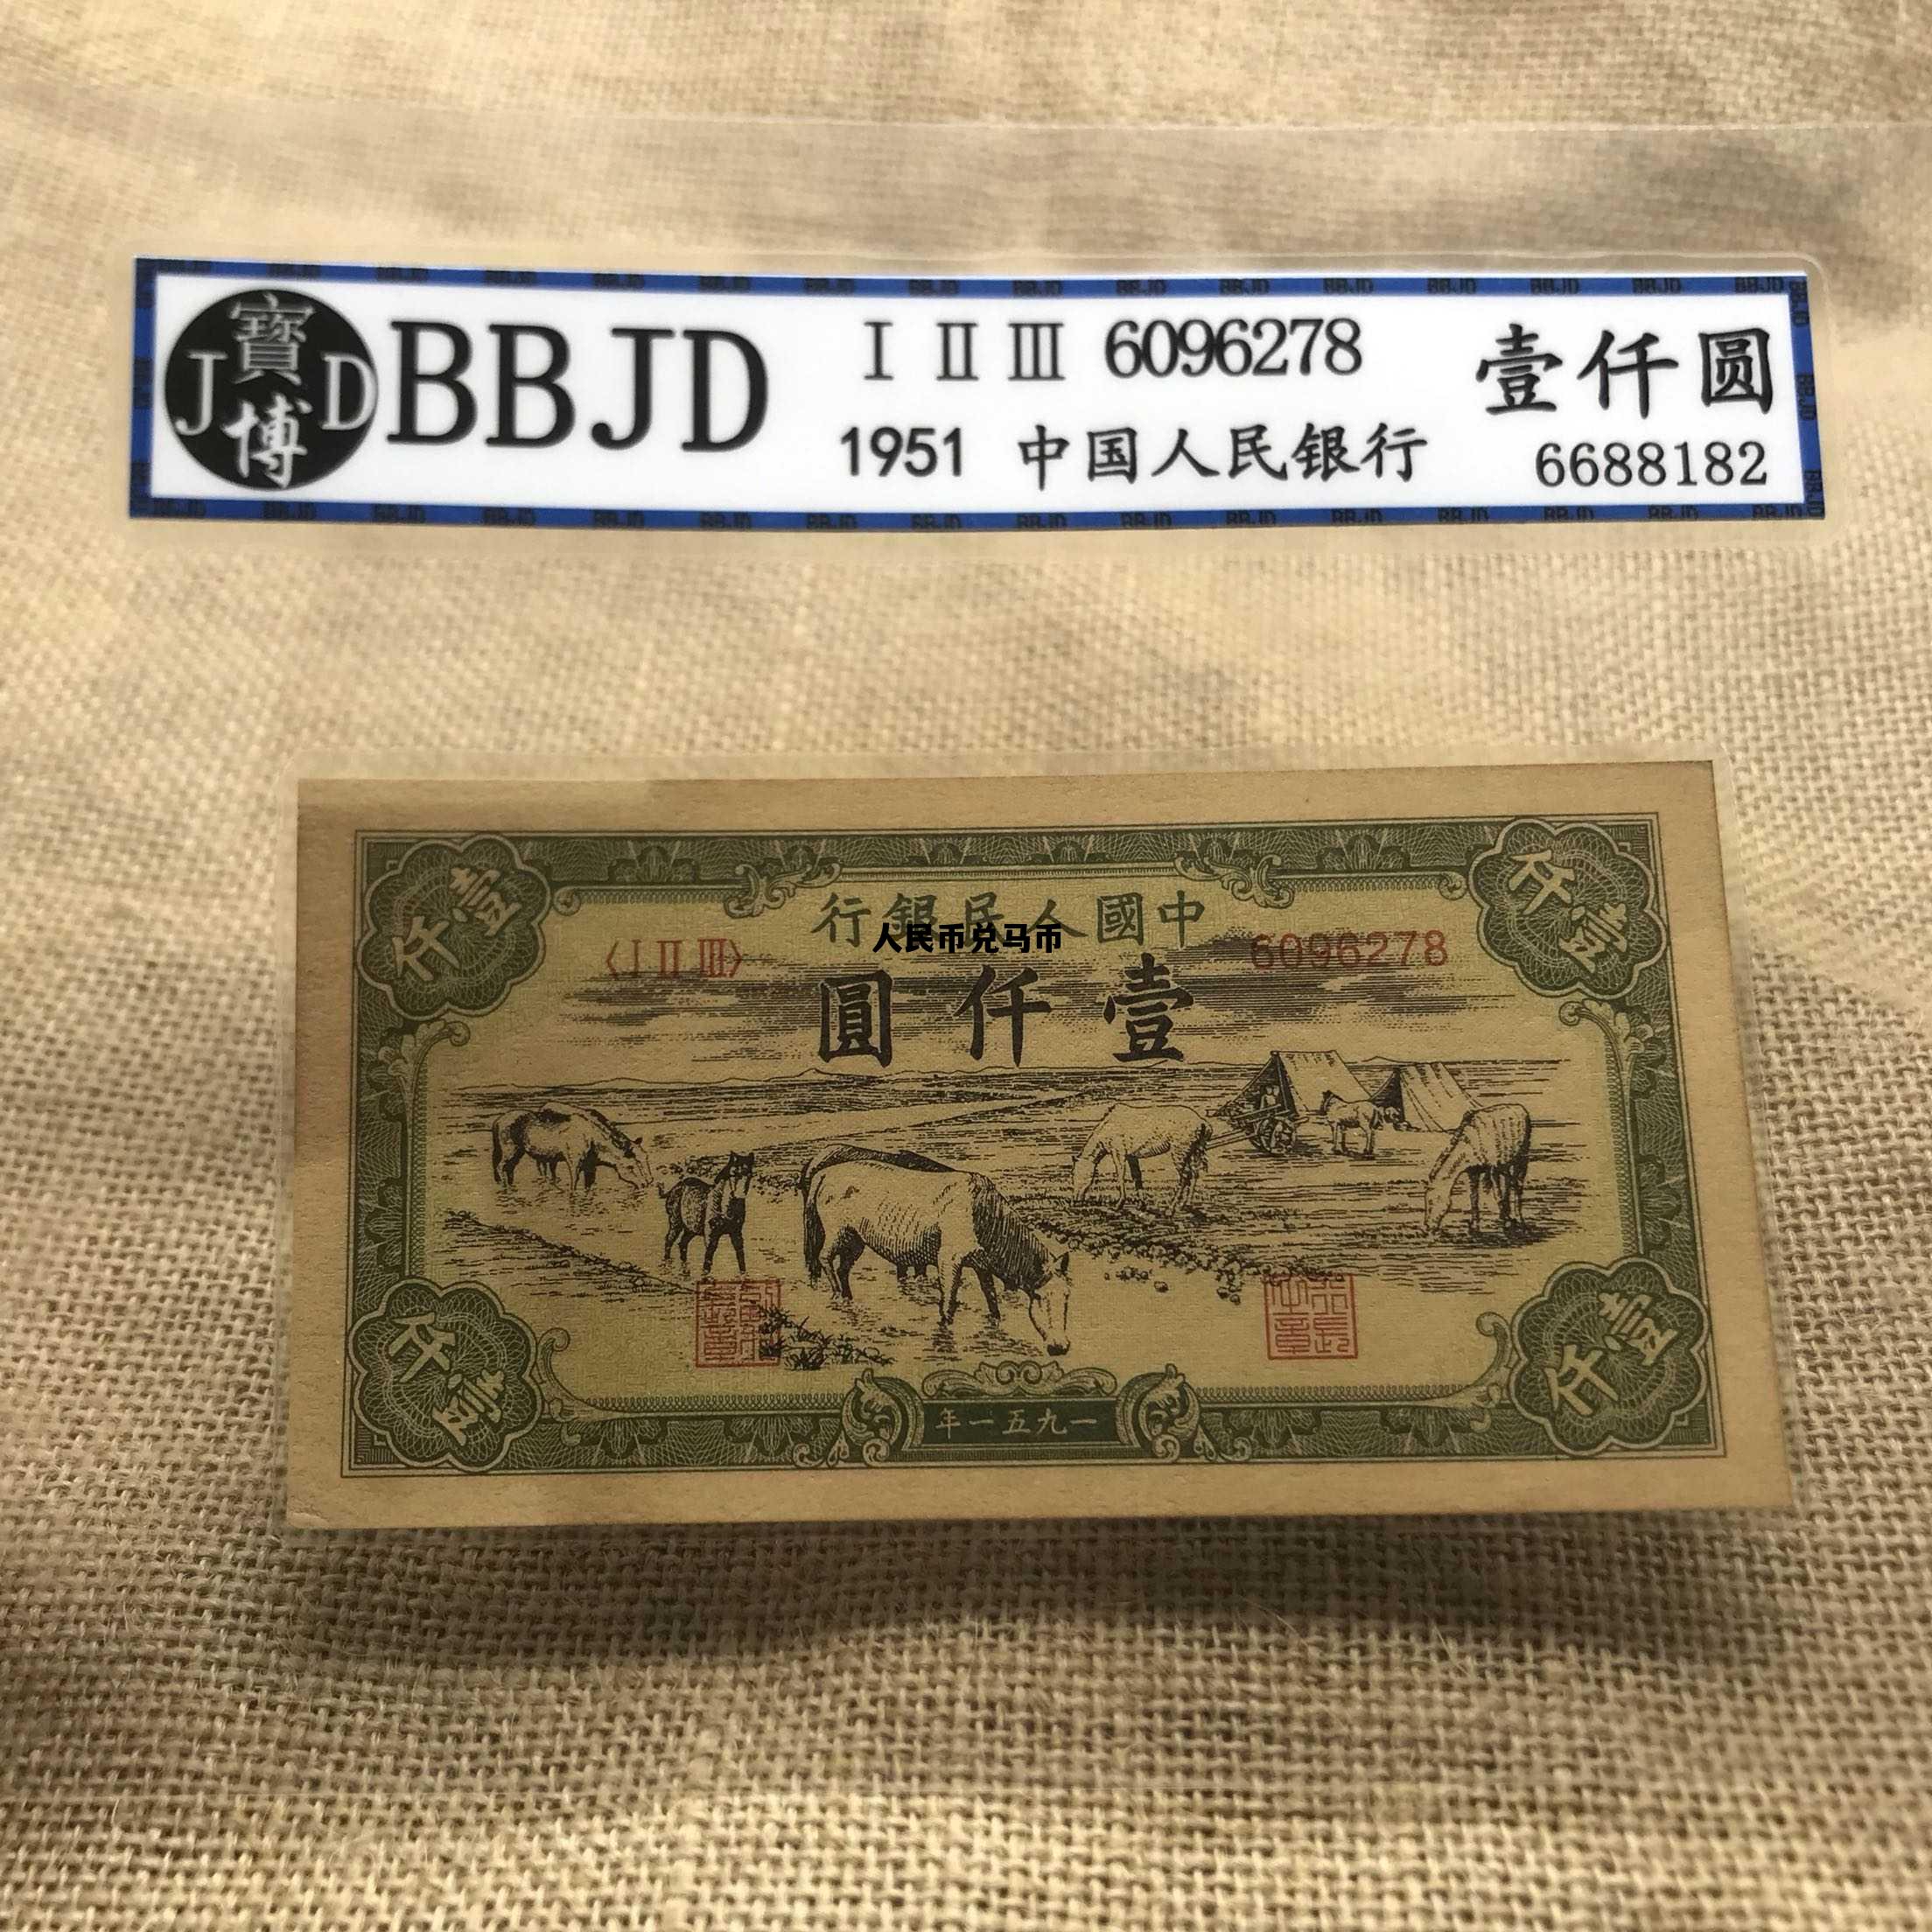 寶
J D
博
BBJD
Ⅰ Ⅱ Ⅲ 6096278
1951 中国人民银行
壹仟圆
6688182
行銀民人國中
人民币兑马币
〈Ⅰ Ⅱ Ⅲ〉
6096278
圓仟壹
仟壹
仟壹
仟壹
仟壹
年一五九一